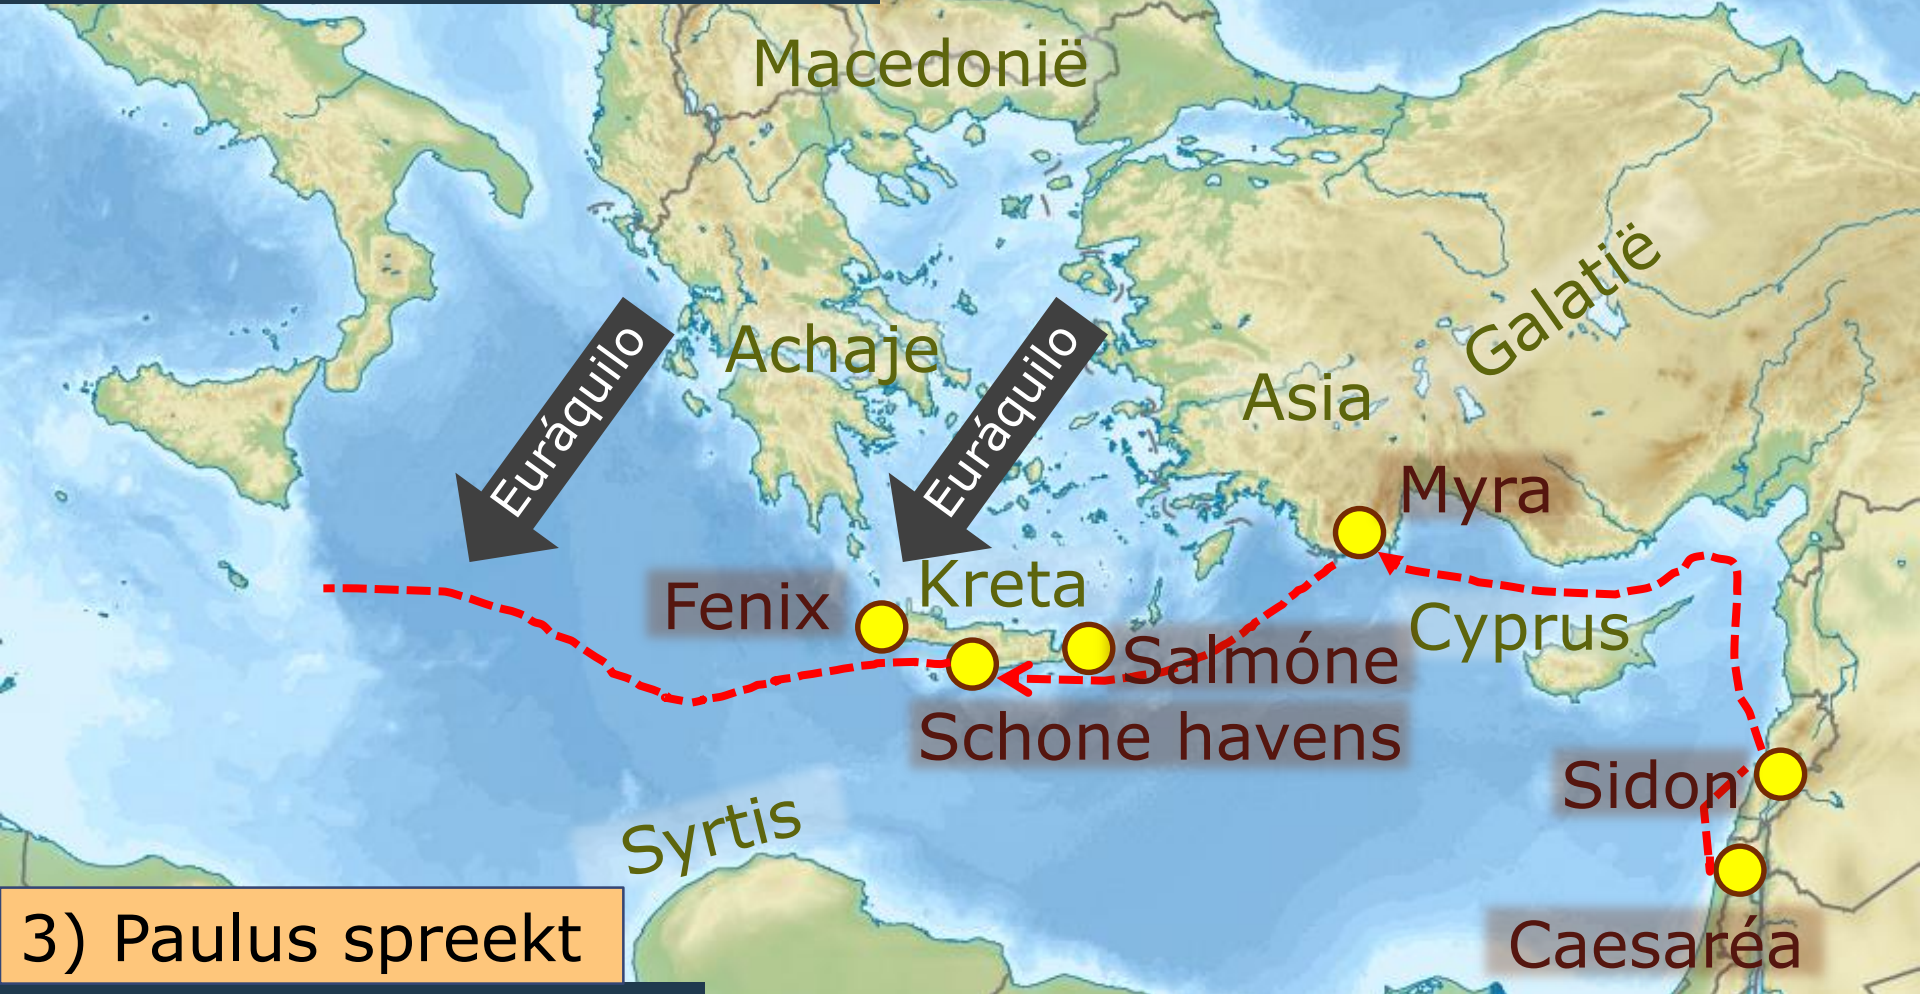 Macedonië
Galatië
Achaje
Euráquilo
Euráquilo
Asia
Myra
Kreta
Fenix
Cyprus
Salmóne
Schone havens
Sidon
Syrtis
3) Paulus spreekt
Caesaréa